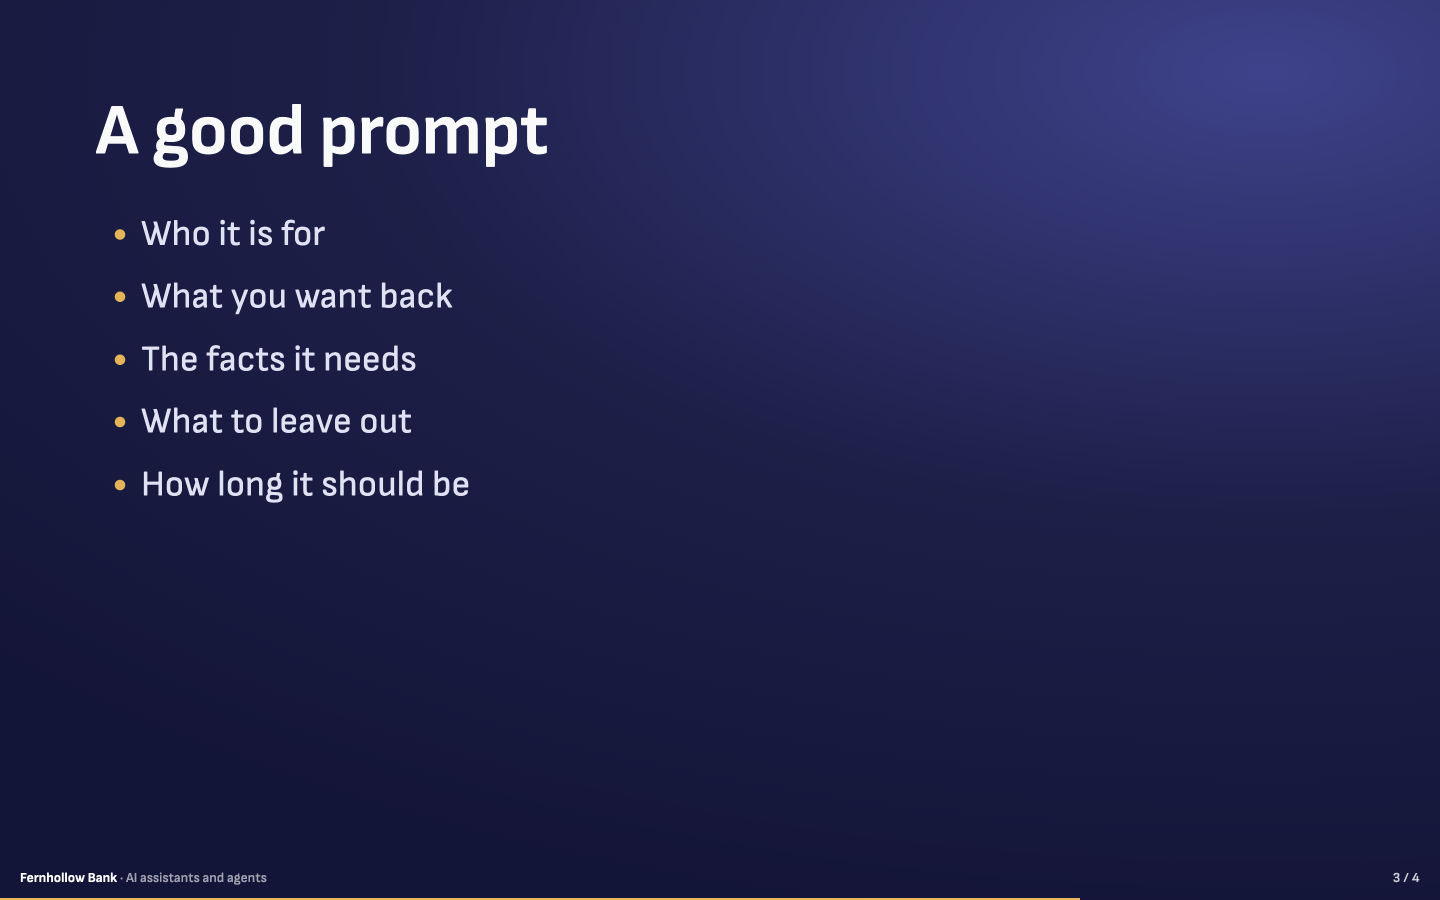 A good prompt
• Who it is for
• What you want back
• The facts it needs
• What to leave out
• How long it should be
Fernhollow Bank · AI assistants and agents
3 / 4